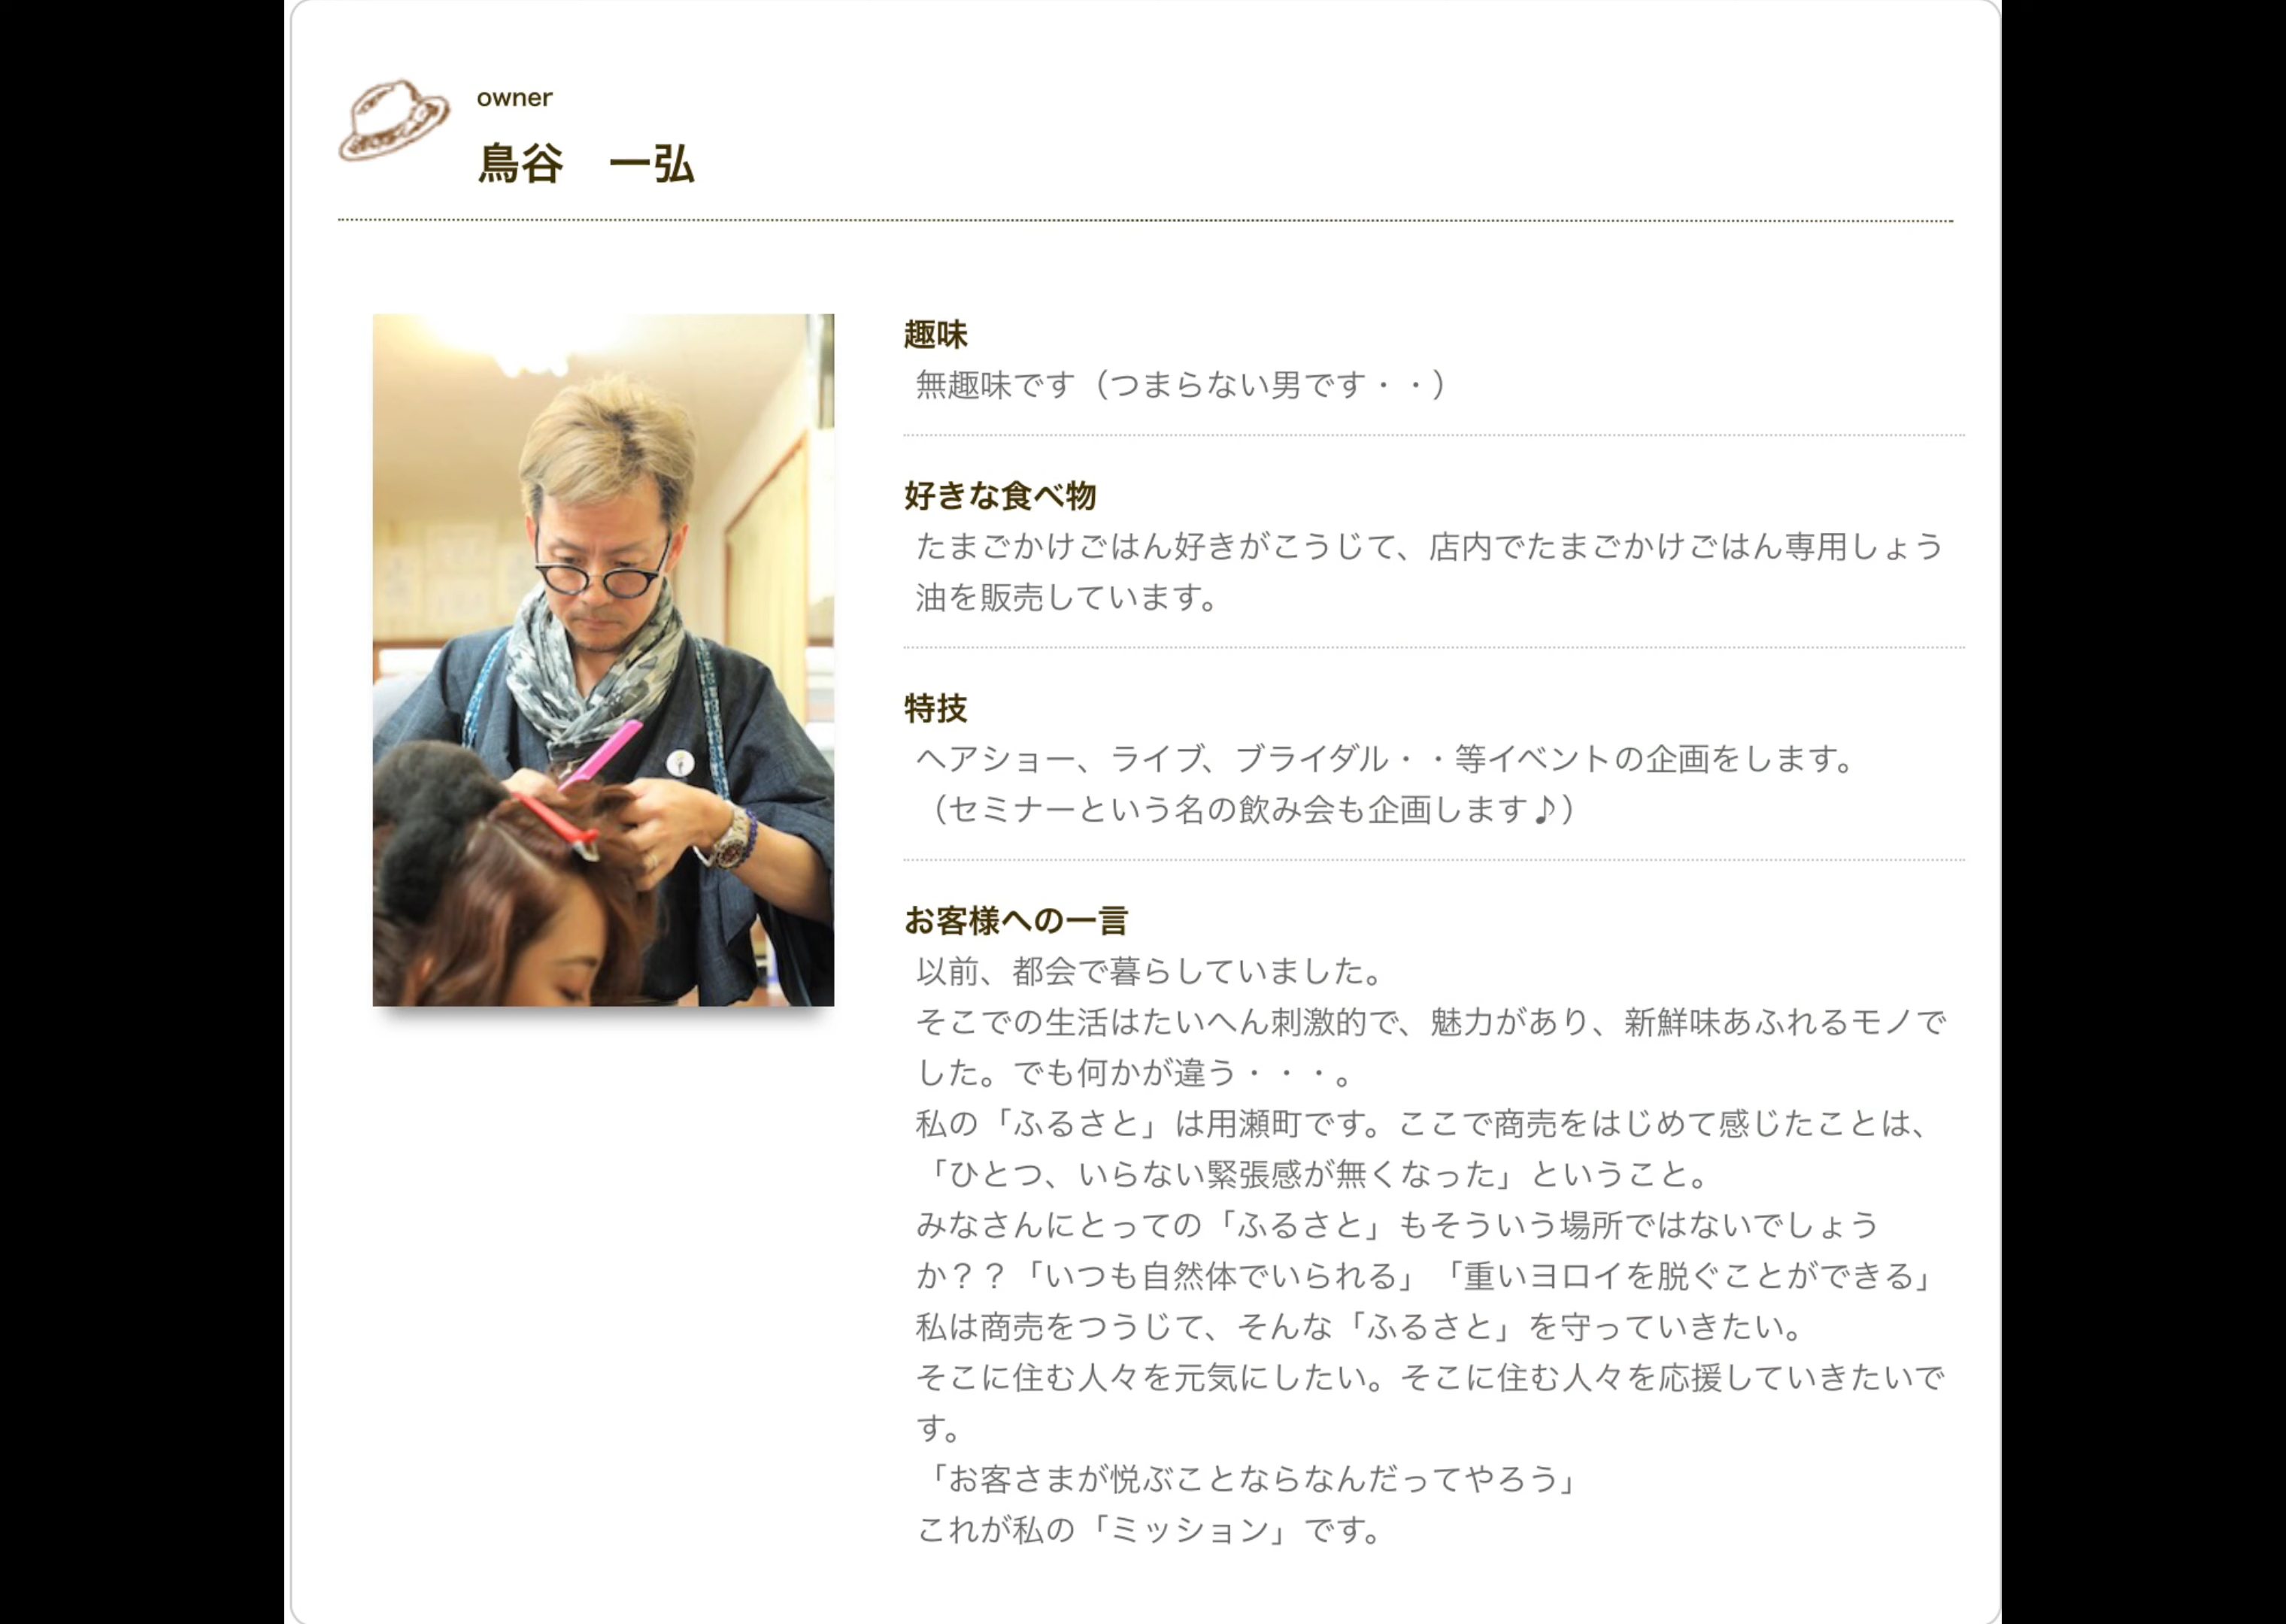 owner
鳥谷　一弘
趣味
無趣味です（つまらない男です・・）
好きな食べ物
たまごかけごはん好きがこうじて、店内でたまごかけごはん専用しょう
油を販売しています。
特技
ヘアショー、ライブ、ブライダル・・等イベントの企画をします。
（セミナーという名の飲み会も企画します♪）
お客様への一言
以前、都会で暮らしていました。
そこでの生活はたいへん刺激的で、魅力があり、新鮮味あふれるモノで
した。でも何かが違う・・・。
私の「ふるさと」は用瀬町です。ここで商売をはじめて感じたことは、
「ひとつ、いらない緊張感が無くなった」ということ。
みなさんにとっての「ふるさと」もそういう場所ではないでしょう
か？？「いつも自然体でいられる」「重いヨロイを脱ぐことができる」
私は商売をつうじて、そんな「ふるさと」を守っていきたい。
そこに住む人々を元気にしたい。そこに住む人々を応援していきたいで
す。
「お客さまが悦ぶことならなんだってやろう」
これが私の「ミッション」です。